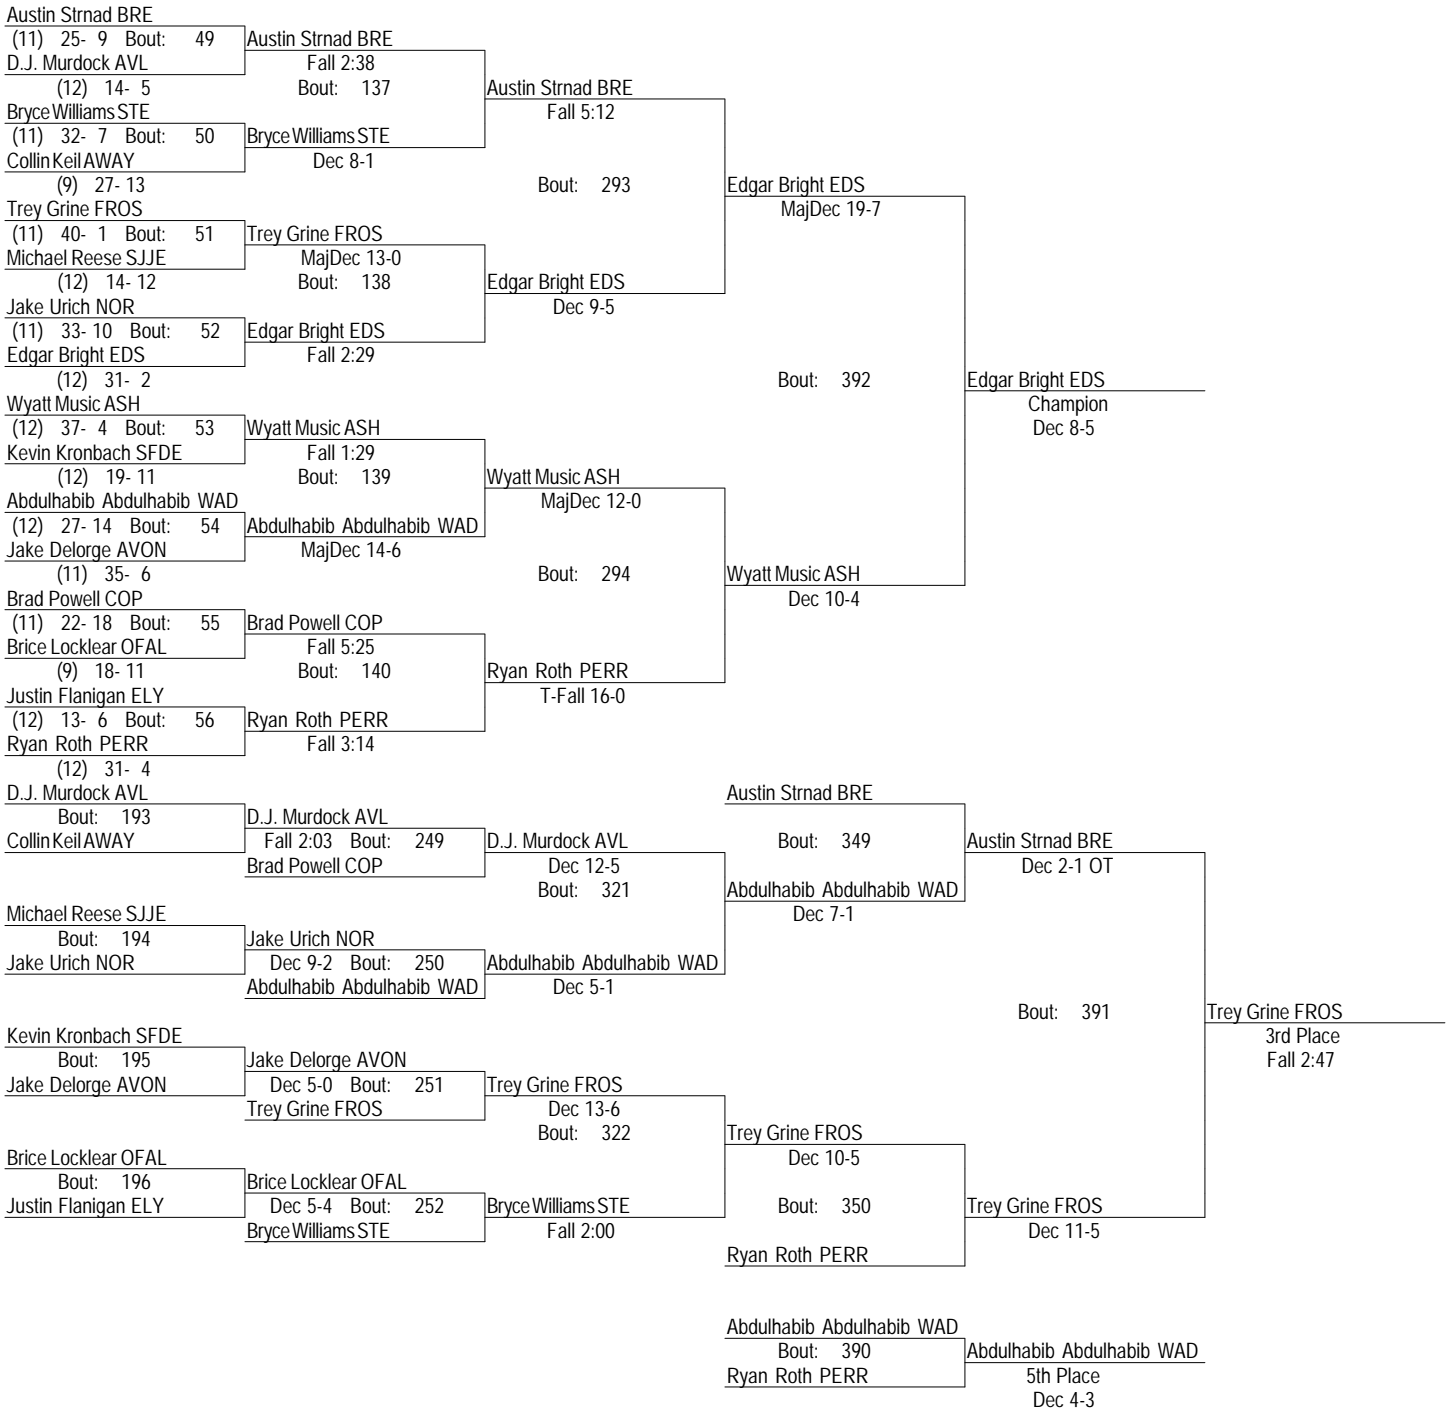 Austin Strnad BRE
(11) 25- 9 Bout: 49 Austin Strnad BRE
D.J. Murdock AVL Fall 2:38
(12) 14- 5 Bout: 137 Austin Strnad BRE
Bryce Williams STE Fall 5:12
(11) 32- 7 Bout: 50 Bryce Williams STE
Collin Keil AWAY Dec 8-1
(9) 27- 13 Bout: 293 Edgar Bright EDS
Trey Grine FROS MajDec 19-7
(11) 40- 1 Bout: 51 Trey Grine FROS
Michael Reese SJJE MajDec 13-0
(12) 14- 12 Bout: 138 Edgar Bright EDS
Jake Urich NOR Dec 9-5
(11) 33- 10 Bout: 52 Edgar Bright EDS
Edgar Bright EDS Fall 2:29
(12) 31- 2 Bout: 392 Edgar Bright EDS
Wyatt Music ASH Champion
(12) 37- 4 Bout: 53 Wyatt Music ASH Dec 8-5
Kevin Kronbach SFDE Fall 1:29
(12) 19- 11 Bout: 139 Wyatt Music ASH
Abdulhabib Abdulhabib WAD MajDec 12-0
(12) 27- 14 Bout: 54 Abdulhabib Abdulhabib WAD
Jake Delorge AVON MajDec 14-6
(11) 35- 6 Bout: 294 Wyatt Music ASH
Brad Powell COP Dec 10-4
(11) 22- 18 Bout: 55 Brad Powell COP
Brice Locklear OFAL Fall 5:25
(9) 18- 11 Bout: 140 Ryan Roth PERR
Justin Flanigan ELY T-Fall 16-0
(12) 13- 6 Bout: 56 Ryan Roth PERR
Ryan Roth PERR Fall 3:14
(12) 31- 4
D.J. Murdock AVL Austin Strnad BRE
Bout: 193 D.J. Murdock AVL
Collin Keil AWAY Fall 2:03 Bout: 249 D.J. Murdock AVL Bout: 349 Austin Strnad BRE
Brad Powell COP Dec 12-5 Dec 2-1 OT
Bout: 321 Abdulhabib Abdulhabib WAD
Michael Reese SJJE Dec 7-1
Bout: 194 Jake Urich NOR
Jake Urich NOR Dec 9-2 Bout: 250 Abdulhabib Abdulhabib WAD
Abdulhabib Abdulhabib WAD Dec 5-1
Bout: 391 Trey Grine FROS
Kevin Kronbach SFDE 3rd Place
Bout: 195 Jake Delorge AVON Fall 2:47
Jake Delorge AVON Dec 5-0 Bout: 251 Trey Grine FROS
Trey Grine FROS Dec 13-6
Bout: 322 Trey Grine FROS
Brice Locklear OFAL Dec 10-5
Bout: 196 Brice Locklear OFAL
Justin Flanigan ELY Dec 5-4 Bout: 252 Bryce Williams STE Bout: 350 Trey Grine FROS
Bryce Williams STE Fall 2:00 Dec 11-5
Ryan Roth PERR
Abdulhabib Abdulhabib WAD
Bout: 390 Abdulhabib Abdulhabib WAD
Ryan Roth PERR 5th Place
Dec 4-3